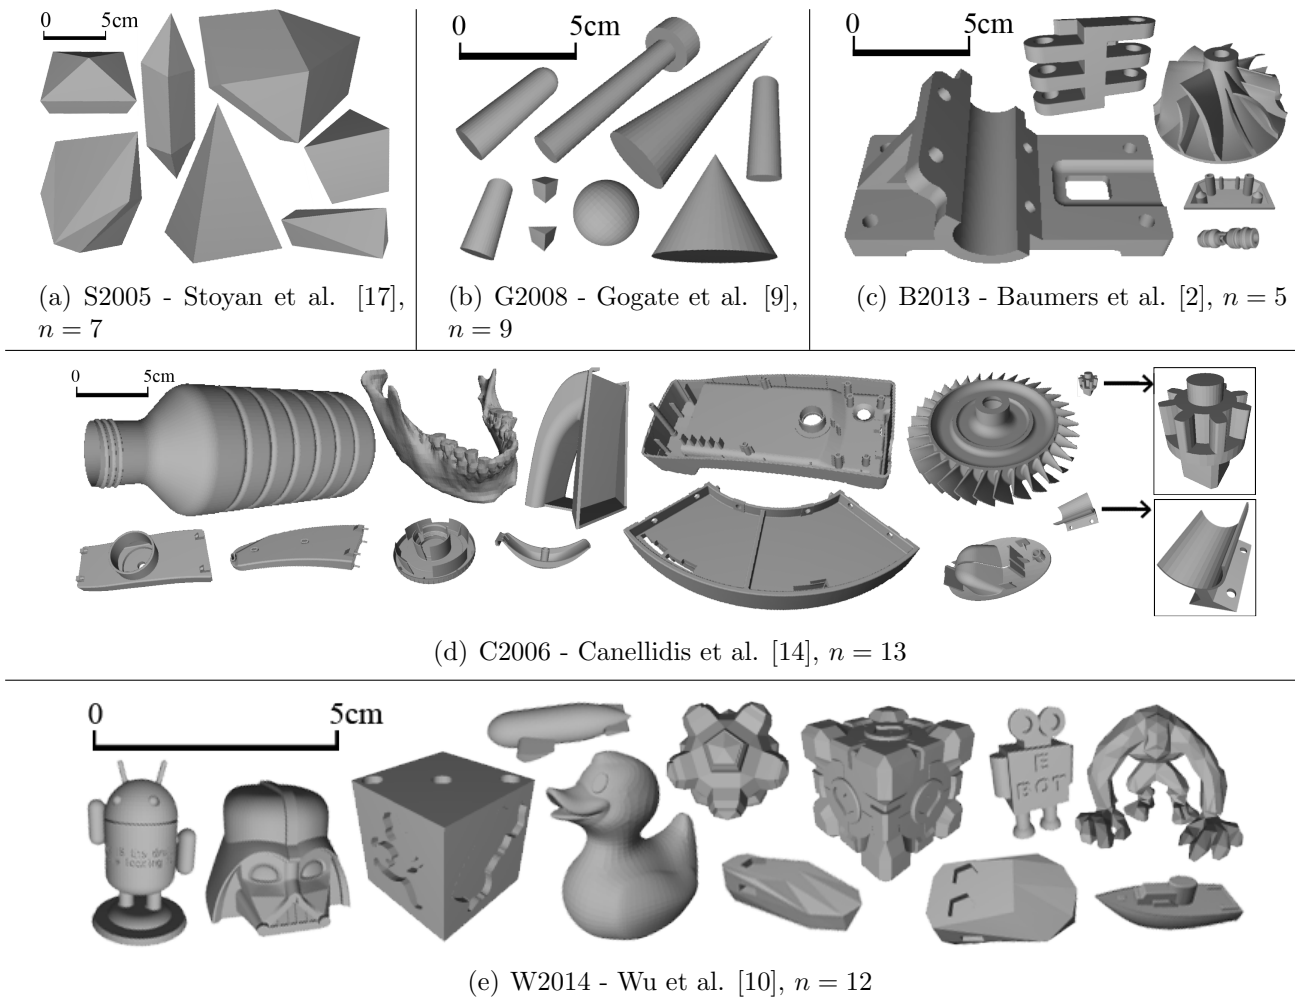 0 5cm
(a) S2005 - Stoyan et al. [17],
n = 7
0 5cm
(b) G2008 - Gogate et al. [9],
n = 9
0 5cm
(c) B2013 - Baumers et al. [2], n = 5
0 5cm
(d) C2006 - Canellidis et al. [14], n = 13
0 5cm
E
BOT
(e) W2014 - Wu et al. [10], n = 12